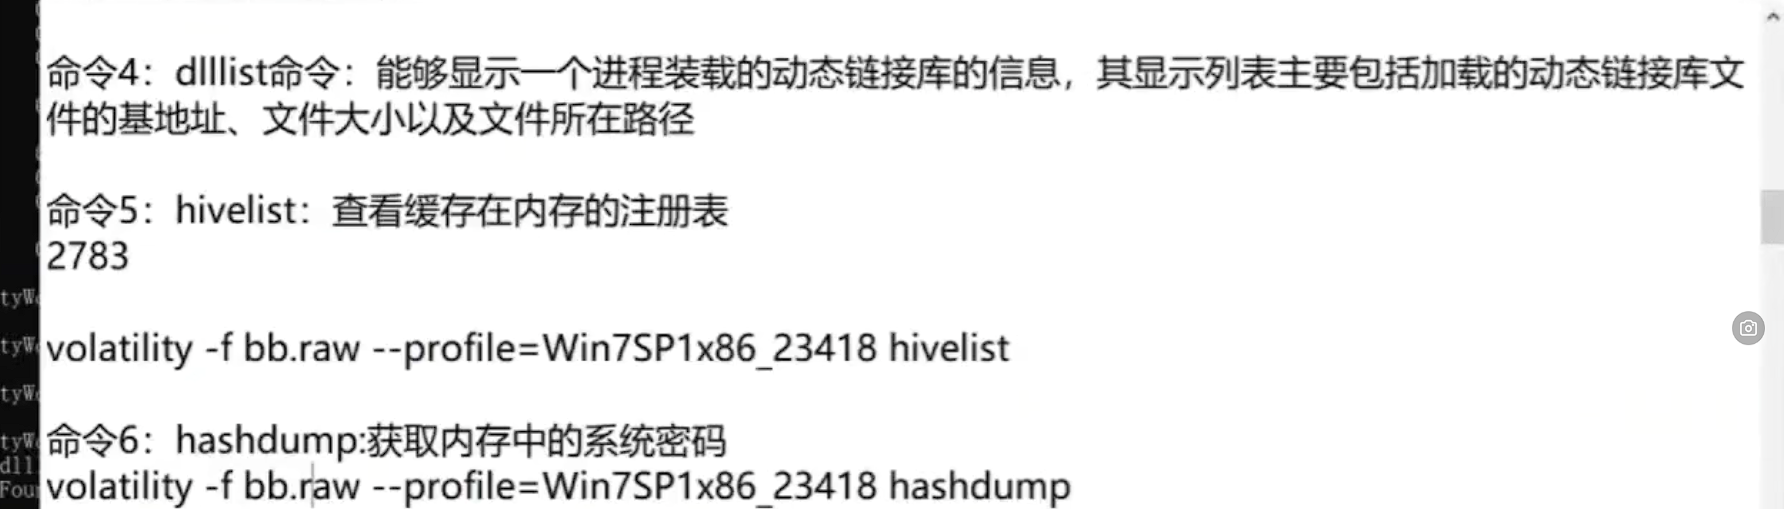 命令4：dlllist命令：能够显示一个进程装载的动态链接库的信息，其显示列表主要包括加载的动态链接库文
件的基地址、文件大小以及文件所在路径
命令5：hivelist：查看缓存在内存的注册表
2783
tyW
volatility -f bb.raw --profile=Win7SP1x86_23418 hivelist
tyW
tyW
命令6：hashdump:获取内存中的系统密码
tyW
dll
volatility -f bb.raw --profile=Win7SP1x86_23418 hashdump
Fou